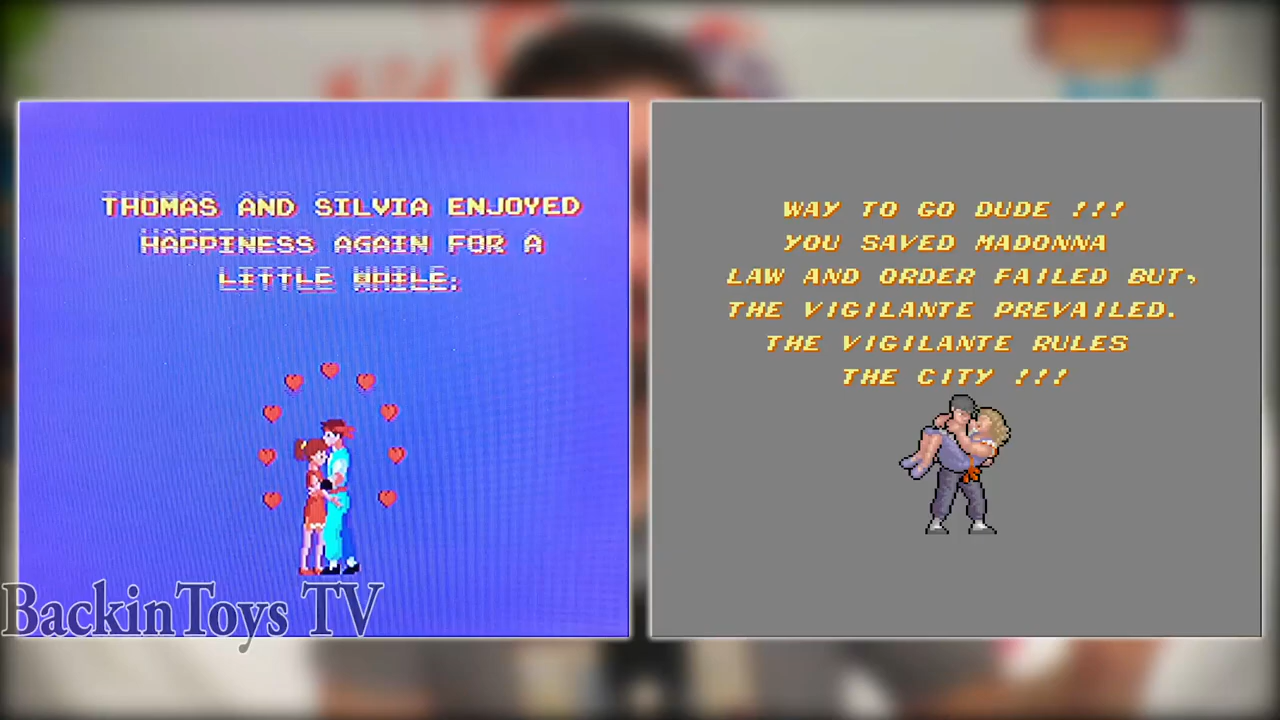 THOMAS AND SILVIA ENJOYED
HAPPINESS AGAIN FOR A
LITTLE WHILE.
WAY TO GO DUDE !!!
YOU SAVED MADONNA
LAW AND ORDER FAILED BUT,
THE VIGILANTE PREVAILED.
THE VIGILANTE RULES
THE CITY !!!
BackinToys TV